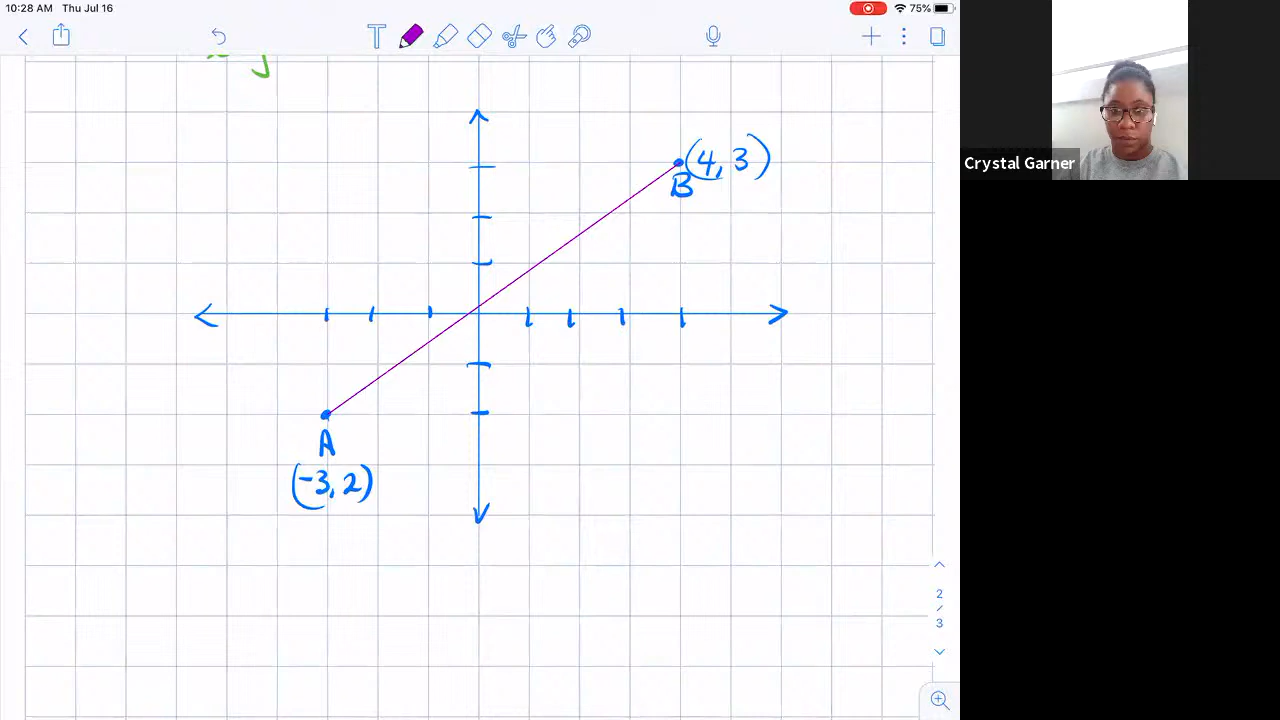 10:28 AM Thu Jul 16
75%
T
(4, 3)
B
Crystal Garner
A
(-3, 2)
2
/
3